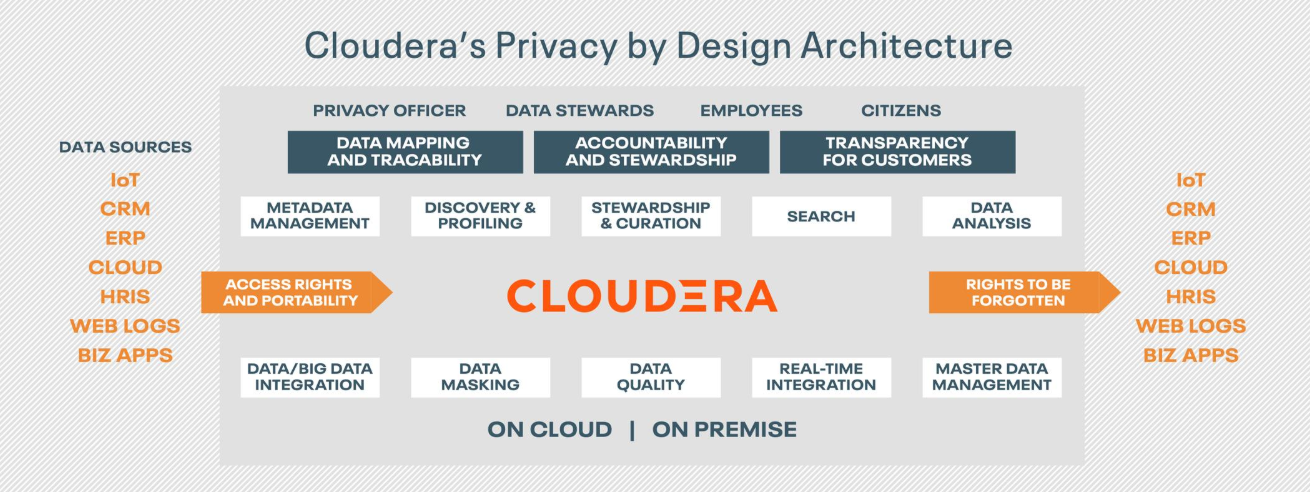 Cloudera's Privacy by Design Architecture
PRIVACY OFFICER DATA STEWARDS EMPLOYEES CITIZENS
DATA MAPPING
AND TRACABILITY
ACCOUNTABILITY
AND STEWARDSHIP
TRANSPARENCY
FOR CUSTOMERS
DATA SOURCES
IoT
CRM
ERP
CLOUD
HRIS
WEB LOGS
BIZ APPS
METADATA
MANAGEMENT
DISCOVERY &
PROFILING
STEWARDSHIP
& CURATION
SEARCH
DATA
ANALYSIS
ACCESS RIGHTS
AND PORTABILITY
CLOUDERA
RIGHTS TO BE
FORGOTTEN
DATA/BIG DATA
INTEGRATION
DATA
MASKING
DATA
QUALITY
REAL-TIME
INTEGRATION
MASTER DATA
MANAGEMENT
ON CLOUD | ON PREMISE
IoT
CRM
ERP
CLOUD
HRIS
WEB LOGS
BIZ APPS